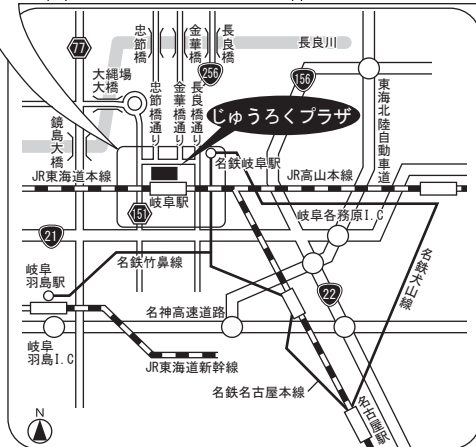 77
忠節橋
金華橋
長良橋
256
長良川
156
大縄場
大橋
東海北陸自動車道
鏡島大橋
忠節橋通り
金華橋通り
長良橋通り
じゅうろくプラザ
名鉄岐阜駅
JR東海道本線
JR高山本線
岐阜駅
151
岐阜各務原I.C
21
岐阜
羽島駅
名鉄竹鼻線
22
名鉄犬山線
名神高速道路
岐阜
羽島I.C
JR東海道新幹線
名鉄名古屋本線
名古屋駅
N